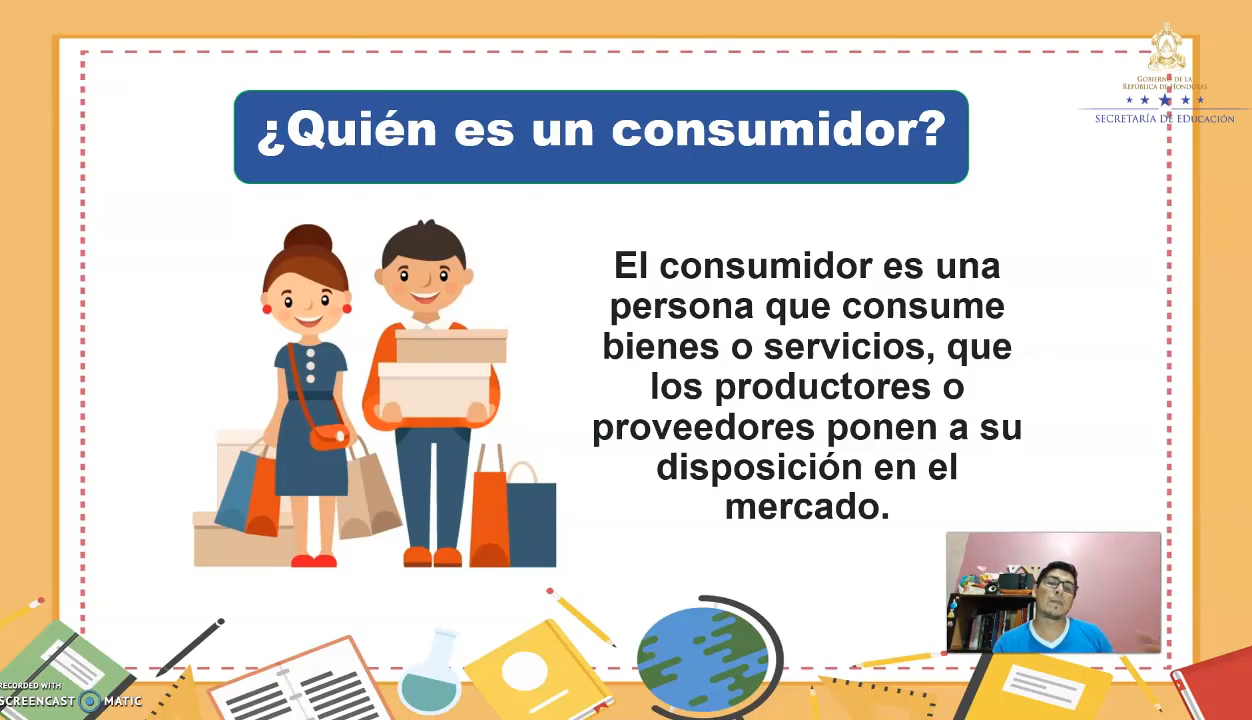 ¿Quién es un consumidor?
GOBIERNO DE LA
REPÚBLICA DE HONDURAS
SECRETARÍA DE EDUCACIÓN
El consumidor es una
persona que consume
bienes o servicios, que
los productores o
proveedores ponen a su
disposición en el
mercado.
RECORDED WITH
SCREENCAST MATIC